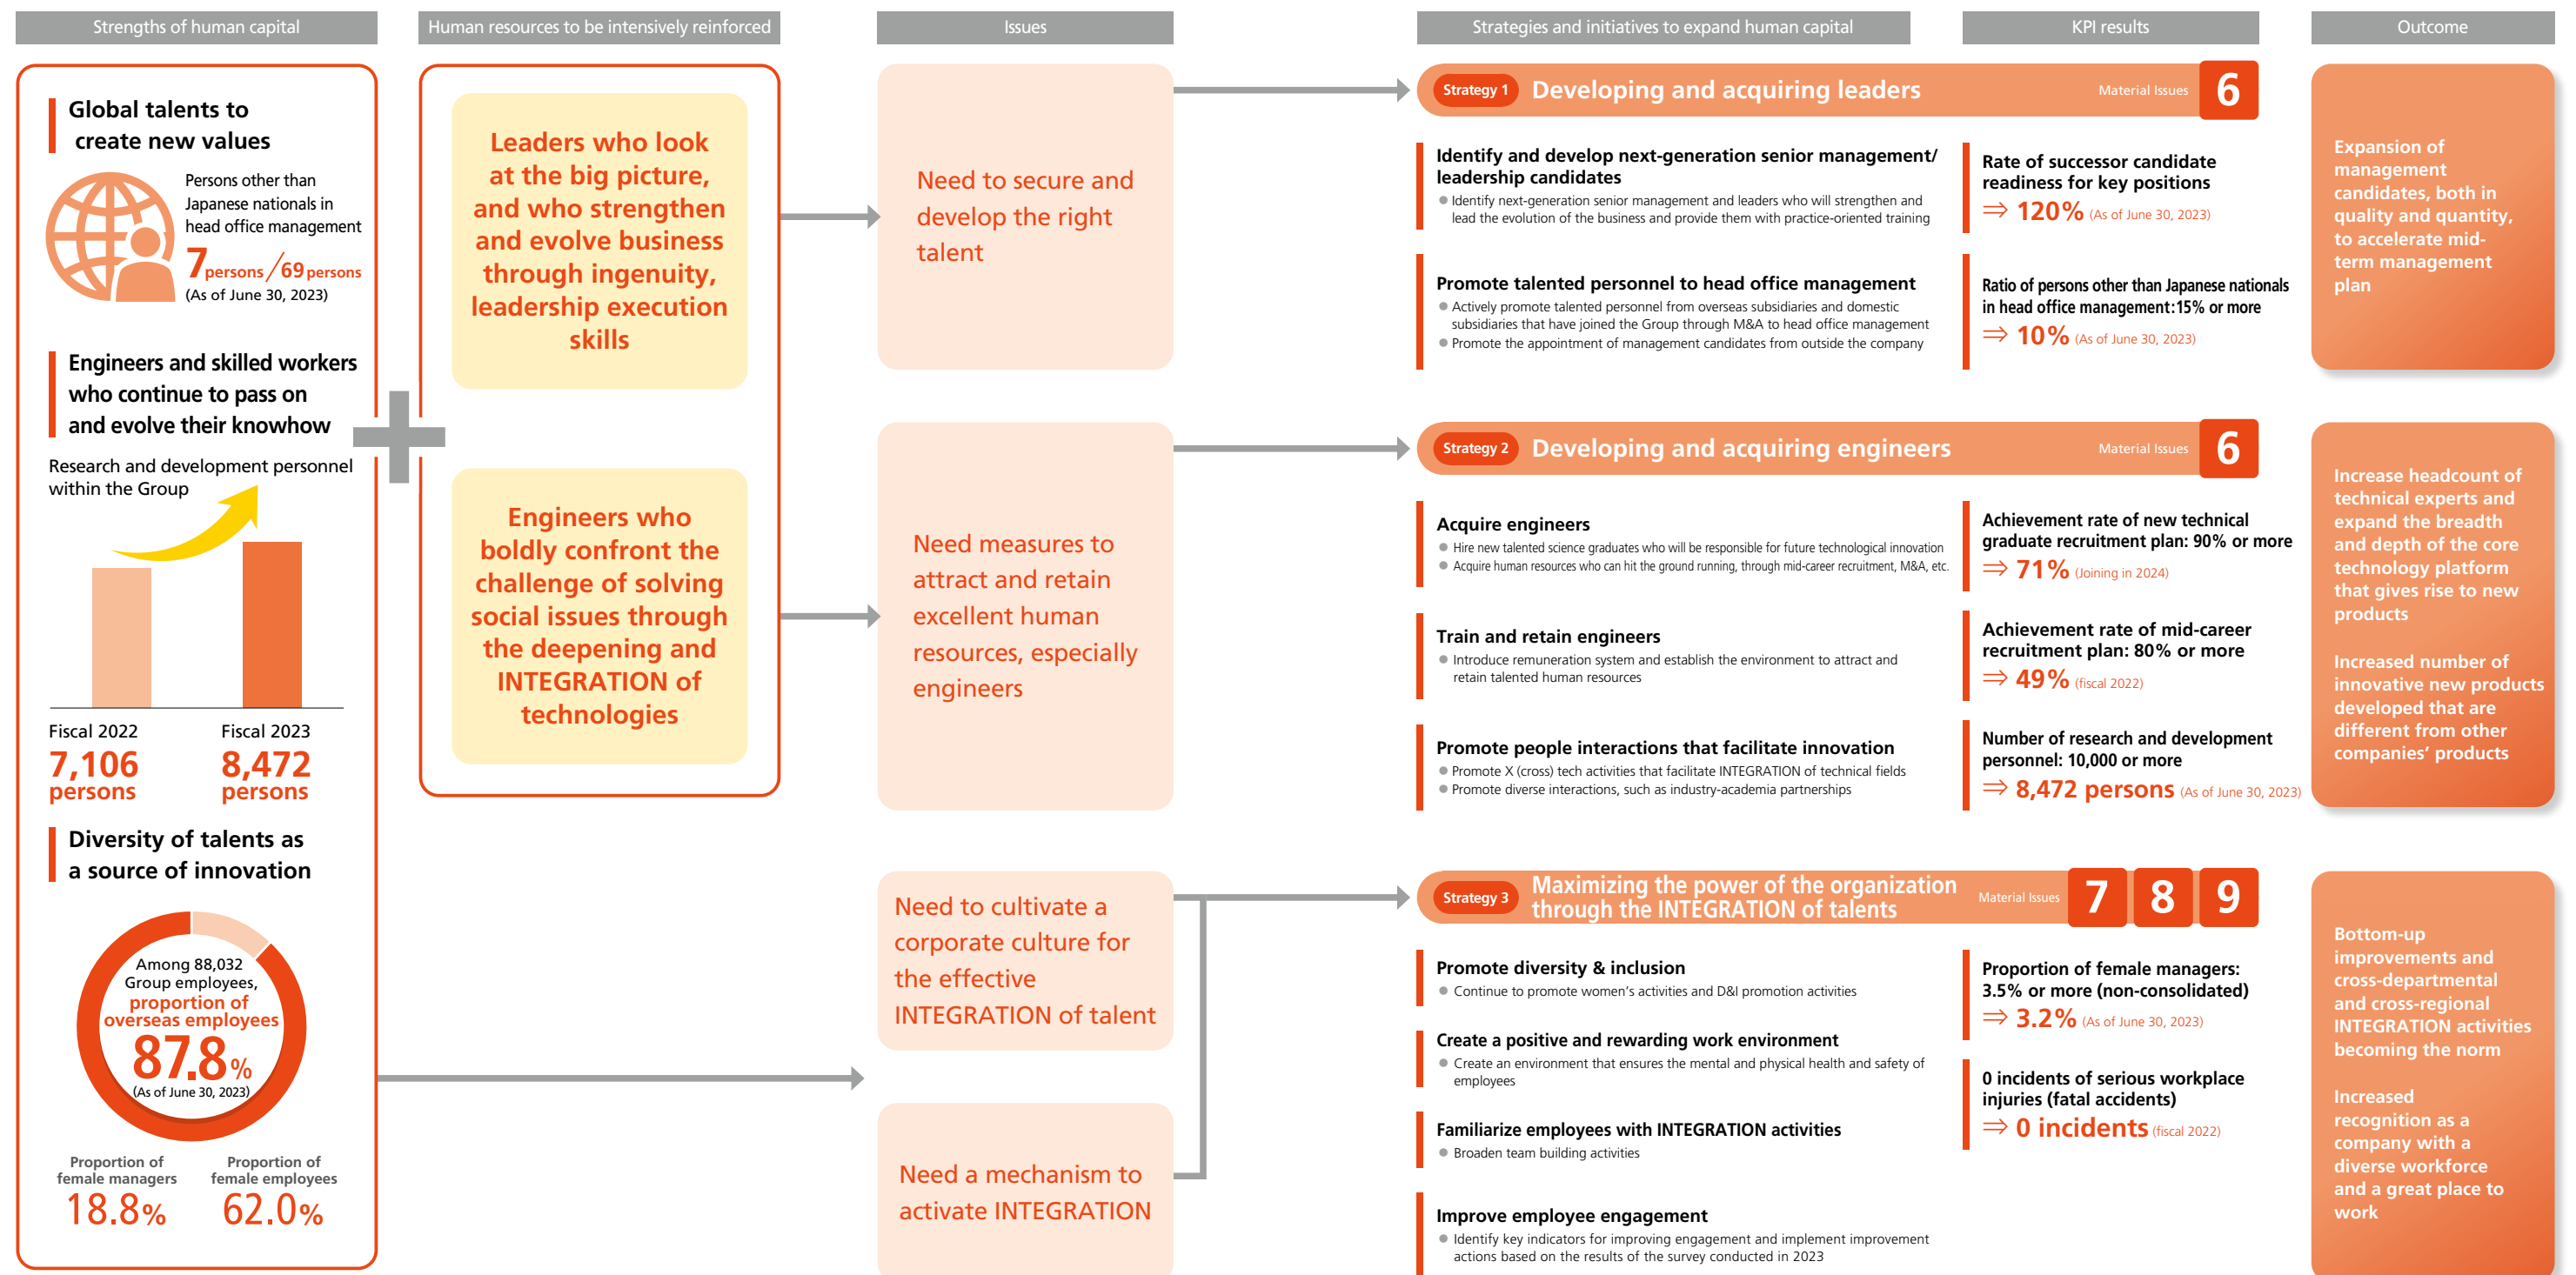 Strengths of human capital
Human resources to be intensively reinforced
Issues
Strategies and initiatives to expand human capital
KPI results
Outcome
Global talents to
create new values
Persons other than
Japanese nationals in
head office management
7 persons / 69 persons
(As of June 30, 2023)
Engineers and skilled workers
who continue to pass on
and evolve their knowhow
Research and development personnel
within the Group
Fiscal 2022
7,106
persons
Fiscal 2023
8,472
persons
Diversity of talents as
a source of innovation
Among 88,032
Group employees,
proportion of
overseas employees
87.8%
(As of June 30, 2023)
Proportion of
female managers
18.8%
Proportion of
female employees
62.0%
Leaders who look
at the big picture,
and who strengthen
and evolve business
through ingenuity,
leadership execution
skills
Engineers who
boldly confront the
challenge of solving
social issues through
the deepening and
INTEGRATION of
technologies
Need to secure and
develop the right
talent
Need measures to
attract and retain
excellent human
resources, especially
engineers
Need to cultivate a
corporate culture for
the effective
INTEGRATION of talent
Need a mechanism to
activate INTEGRATION
Strategy 1 Developing and acquiring leaders Material Issues 6
Identify and develop next-generation senior management/
leadership candidates
● Identify next-generation senior management and leaders who will strengthen and
lead the evolution of the business and provide them with practice-oriented training
Promote talented personnel to head office management
● Actively promote talented personnel from overseas subsidiaries and domestic
subsidiaries that have joined the Group through M&A to head office management
● Promote the appointment of management candidates from outside the company
Rate of successor candidate
readiness for key positions
⇒ 120% (As of June 30, 2023)
Ratio of persons other than Japanese nationals
in head office management:15% or more
⇒ 10% (As of June 30, 2023)
Expansion of
management
candidates, both in
quality and quantity,
to accelerate mid-
term management
plan
Strategy 2 Developing and acquiring engineers Material Issues 6
Acquire engineers
● Hire new talented science graduates who will be responsible for future technological innovation
● Acquire human resources who can hit the ground running, through mid-career recruitment, M&A, etc.
Train and retain engineers
● Introduce remuneration system and establish the environment to attract and
retain talented human resources
Promote people interactions that facilitate innovation
● Promote X (cross) tech activities that facilitate INTEGRATION of technical fields
● Promote diverse interactions, such as industry-academia partnerships
Achievement rate of new technical
graduate recruitment plan: 90% or more
⇒ 71% (Joining in 2024)
Achievement rate of mid-career
recruitment plan: 80% or more
⇒ 49% (fiscal 2022)
Number of research and development
personnel: 10,000 or more
⇒ 8,472 persons (As of June 30, 2023)
Increase headcount of
technical experts and
expand the breadth
and depth of the core
technology platform
that gives rise to new
products
Increased number of
innovative new products
developed that are
different from other
companies' products
Strategy 3 Maximizing the power of the organization
through the INTEGRATION of talents
Material Issues 7 8 9
Promote diversity & inclusion
● Continue to promote women's activities and D&I promotion activities
Create a positive and rewarding work environment
● Create an environment that ensures the mental and physical health and safety of
employees
Familiarize employees with INTEGRATION activities
● Broaden team building activities
Improve employee engagement
● Identify key indicators for improving engagement and implement improvement
actions based on the results of the survey conducted in 2023
Proportion of female managers:
3.5% or more (non-consolidated)
⇒ 3.2% (As of June 30, 2023)
0 incidents of serious workplace
injuries (fatal accidents)
⇒ 0 incidents (fiscal 2022)
Bottom-up
improvements and
cross-departmental
and cross-regional
INTEGRATION activities
becoming the norm
Increased
recognition as a
company with a
diverse workforce
and a great place to
work